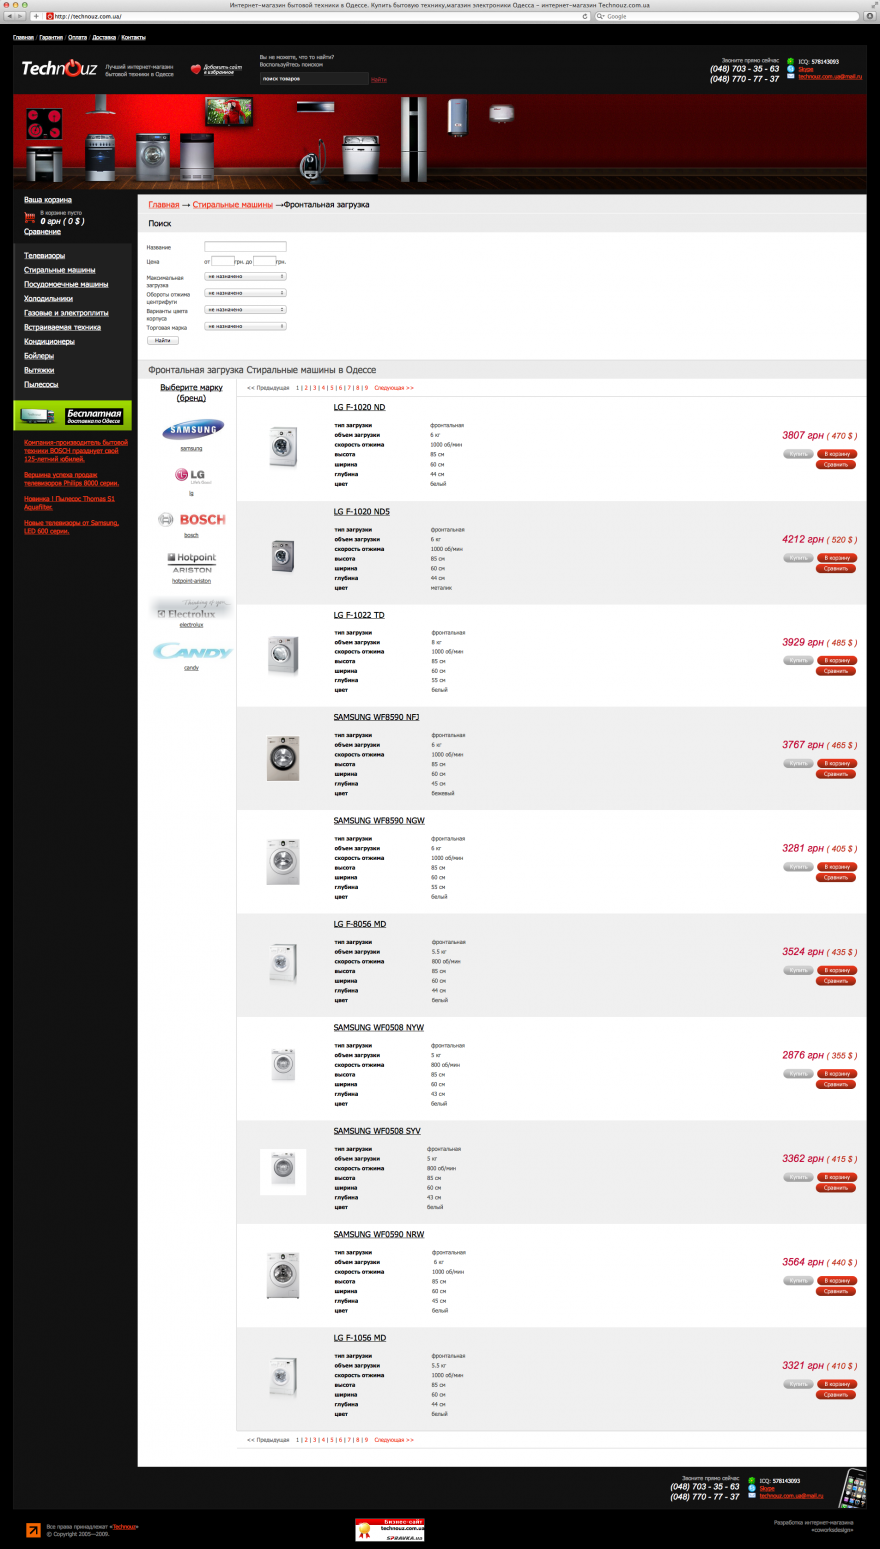 Интернет-магазин бытовой техники в Одессе. Купить бытовую технику,магазин электроники Одесса - интернет-магазин Technouz.com.ua
http://technouz.com.ua/
Google
Главная / Гарантия / Оплата / Доставка / Контакты
Technouz
Лучший интернет-магазин
бытовой техники в Одессе
Добавить сайт
в избранное
Вы не можете, что то найти?
Воспользуйтесь поиском
поиск товаров
Найти
Звоните прямо сейчас
(048) 703 - 35 - 63
(048) 770 - 77 - 37
ICQ: 578143093
Skype
technouz.com.ua@mail.ru
Ваша корзина
В корзине пусто
0 грн ( 0 $ )
Сравнение
Телевизоры
Стиральные машины
Посудомоечные машины
Холодильники
Газовые и электроплиты
Встраиваемая техника
Кондиционеры
Бойлеры
Вытяжки
Пылесосы
Бесплатная
доставка по Одессе
Компания-производитель бытовой
техники BOSCH празднует свой
125-летний юбилей.
Вершина успеха продаж
телевизоров Philips 8000 серии.
Новинка ! Пылесос Thomas S1
Aquafilter.
Новые телевизоры от Samsung,
LED 600 серии.
Главная → Стиральные машины →Фронтальная загрузка
Поиск
Название
Цена от грн. до грн.
Максимальная
загрузка
не назначено
Обороты отжима
центрифуги
не назначено
Варианты цвета
корпуса
не назначено
Торговая марка
не назначено
Найти
Фронтальная загрузка Стиральные машины в Одессе
Выберите марку
(бренд)
SAMSUNG
samsung
LG
lg
BOSCH
bosch
Hotpoint
ARISTON
hotpoint-ariston
Electrolux
electrolux
CANDY
candy
<< Предыдущая 1 | 2 | 3 | 4 | 5 | 6 | 7 | 8 | 9 Следующая >>
LG F-1020 ND
тип загрузки фронтальная
объем загрузки 6 кг
скорость отжима 1000 об/мин
высота 85 см
ширина 60 см
глубина 44 см
цвет белый
3807 грн ( 470 $ )
Купить В корзину
Сравнить
LG F-1020 ND5
тип загрузки фронтальная
объем загрузки 6 кг
скорость отжима 1000 об/мин
высота 85 см
ширина 60 см
глубина 44 см
цвет металик
4212 грн ( 520 $ )
Купить В корзину
Сравнить
LG F-1022 TD
тип загрузки фронтальная
объем загрузки 8 кг
скорость отжима 1000 об/мин
высота 85 см
ширина 60 см
глубина 55 см
цвет белый
3929 грн ( 485 $ )
Купить В корзину
Сравнить
SAMSUNG WF8590 NFJ
тип загрузки фронтальная
объем загрузки 6 кг
скорость отжима 1000 об/мин
высота 85 см
ширина 60 см
глубина 45 см
цвет бежевый
3767 грн ( 465 $ )
Купить В корзину
Сравнить
SAMSUNG WF8590 NGW
тип загрузки фронтальная
объем загрузки 6 кг
скорость отжима 1000 об/мин
высота 85 см
ширина 60 см
глубина 55 см
цвет белый
3281 грн ( 405 $ )
Купить В корзину
Сравнить
LG F-8056 MD
тип загрузки фронтальная
объем загрузки 5.5 кг
скорость отжима 800 об/мин
высота 85 см
ширина 60 см
глубина 44 см
цвет белый
3524 грн ( 435 $ )
Купить В корзину
Сравнить
SAMSUNG WF0508 NYW
тип загрузки фронтальная
объем загрузки 5 кг
скорость отжима 800 об/мин
высота 85 см
ширина 60 см
глубина 43 см
цвет белый
2876 грн ( 355 $ )
Купить В корзину
Сравнить
SAMSUNG WF0508 SYV
тип загрузки фронтальная
объем загрузки 5 кг
скорость отжима 800 об/мин
высота 85 см
ширина 60 см
глубина 43 см
цвет белый
3362 грн ( 415 $ )
Купить В корзину
Сравнить
SAMSUNG WF0590 NRW
тип загрузки фронтальная
объем загрузки 6 кг
скорость отжима 1000 об/мин
высота 85 см
ширина 60 см
глубина 45 см
цвет белый
3564 грн ( 440 $ )
Купить В корзину
Сравнить
LG F-1056 MD
тип загрузки фронтальная
объем загрузки 5.5 кг
скорость отжима 1000 об/мин
высота 85 см
ширина 60 см
глубина 44 см
цвет белый
3321 грн ( 410 $ )
Купить В корзину
Сравнить
<< Предыдущая 1 | 2 | 3 | 4 | 5 | 6 | 7 | 8 | 9 Следующая >>
Звоните прямо сейчас
(048) 703 - 35 - 63
(048) 770 - 77 - 37
ICQ: 578143093
Skype
technouz.com.ua@mail.ru
Все права принадлежат «Technouz»
© Copyright 2005—2009.
Бизнес-сайт
technouz.com.ua
SPRAVKA.ua
Разработка интернет-магазина
«coworksdesign»